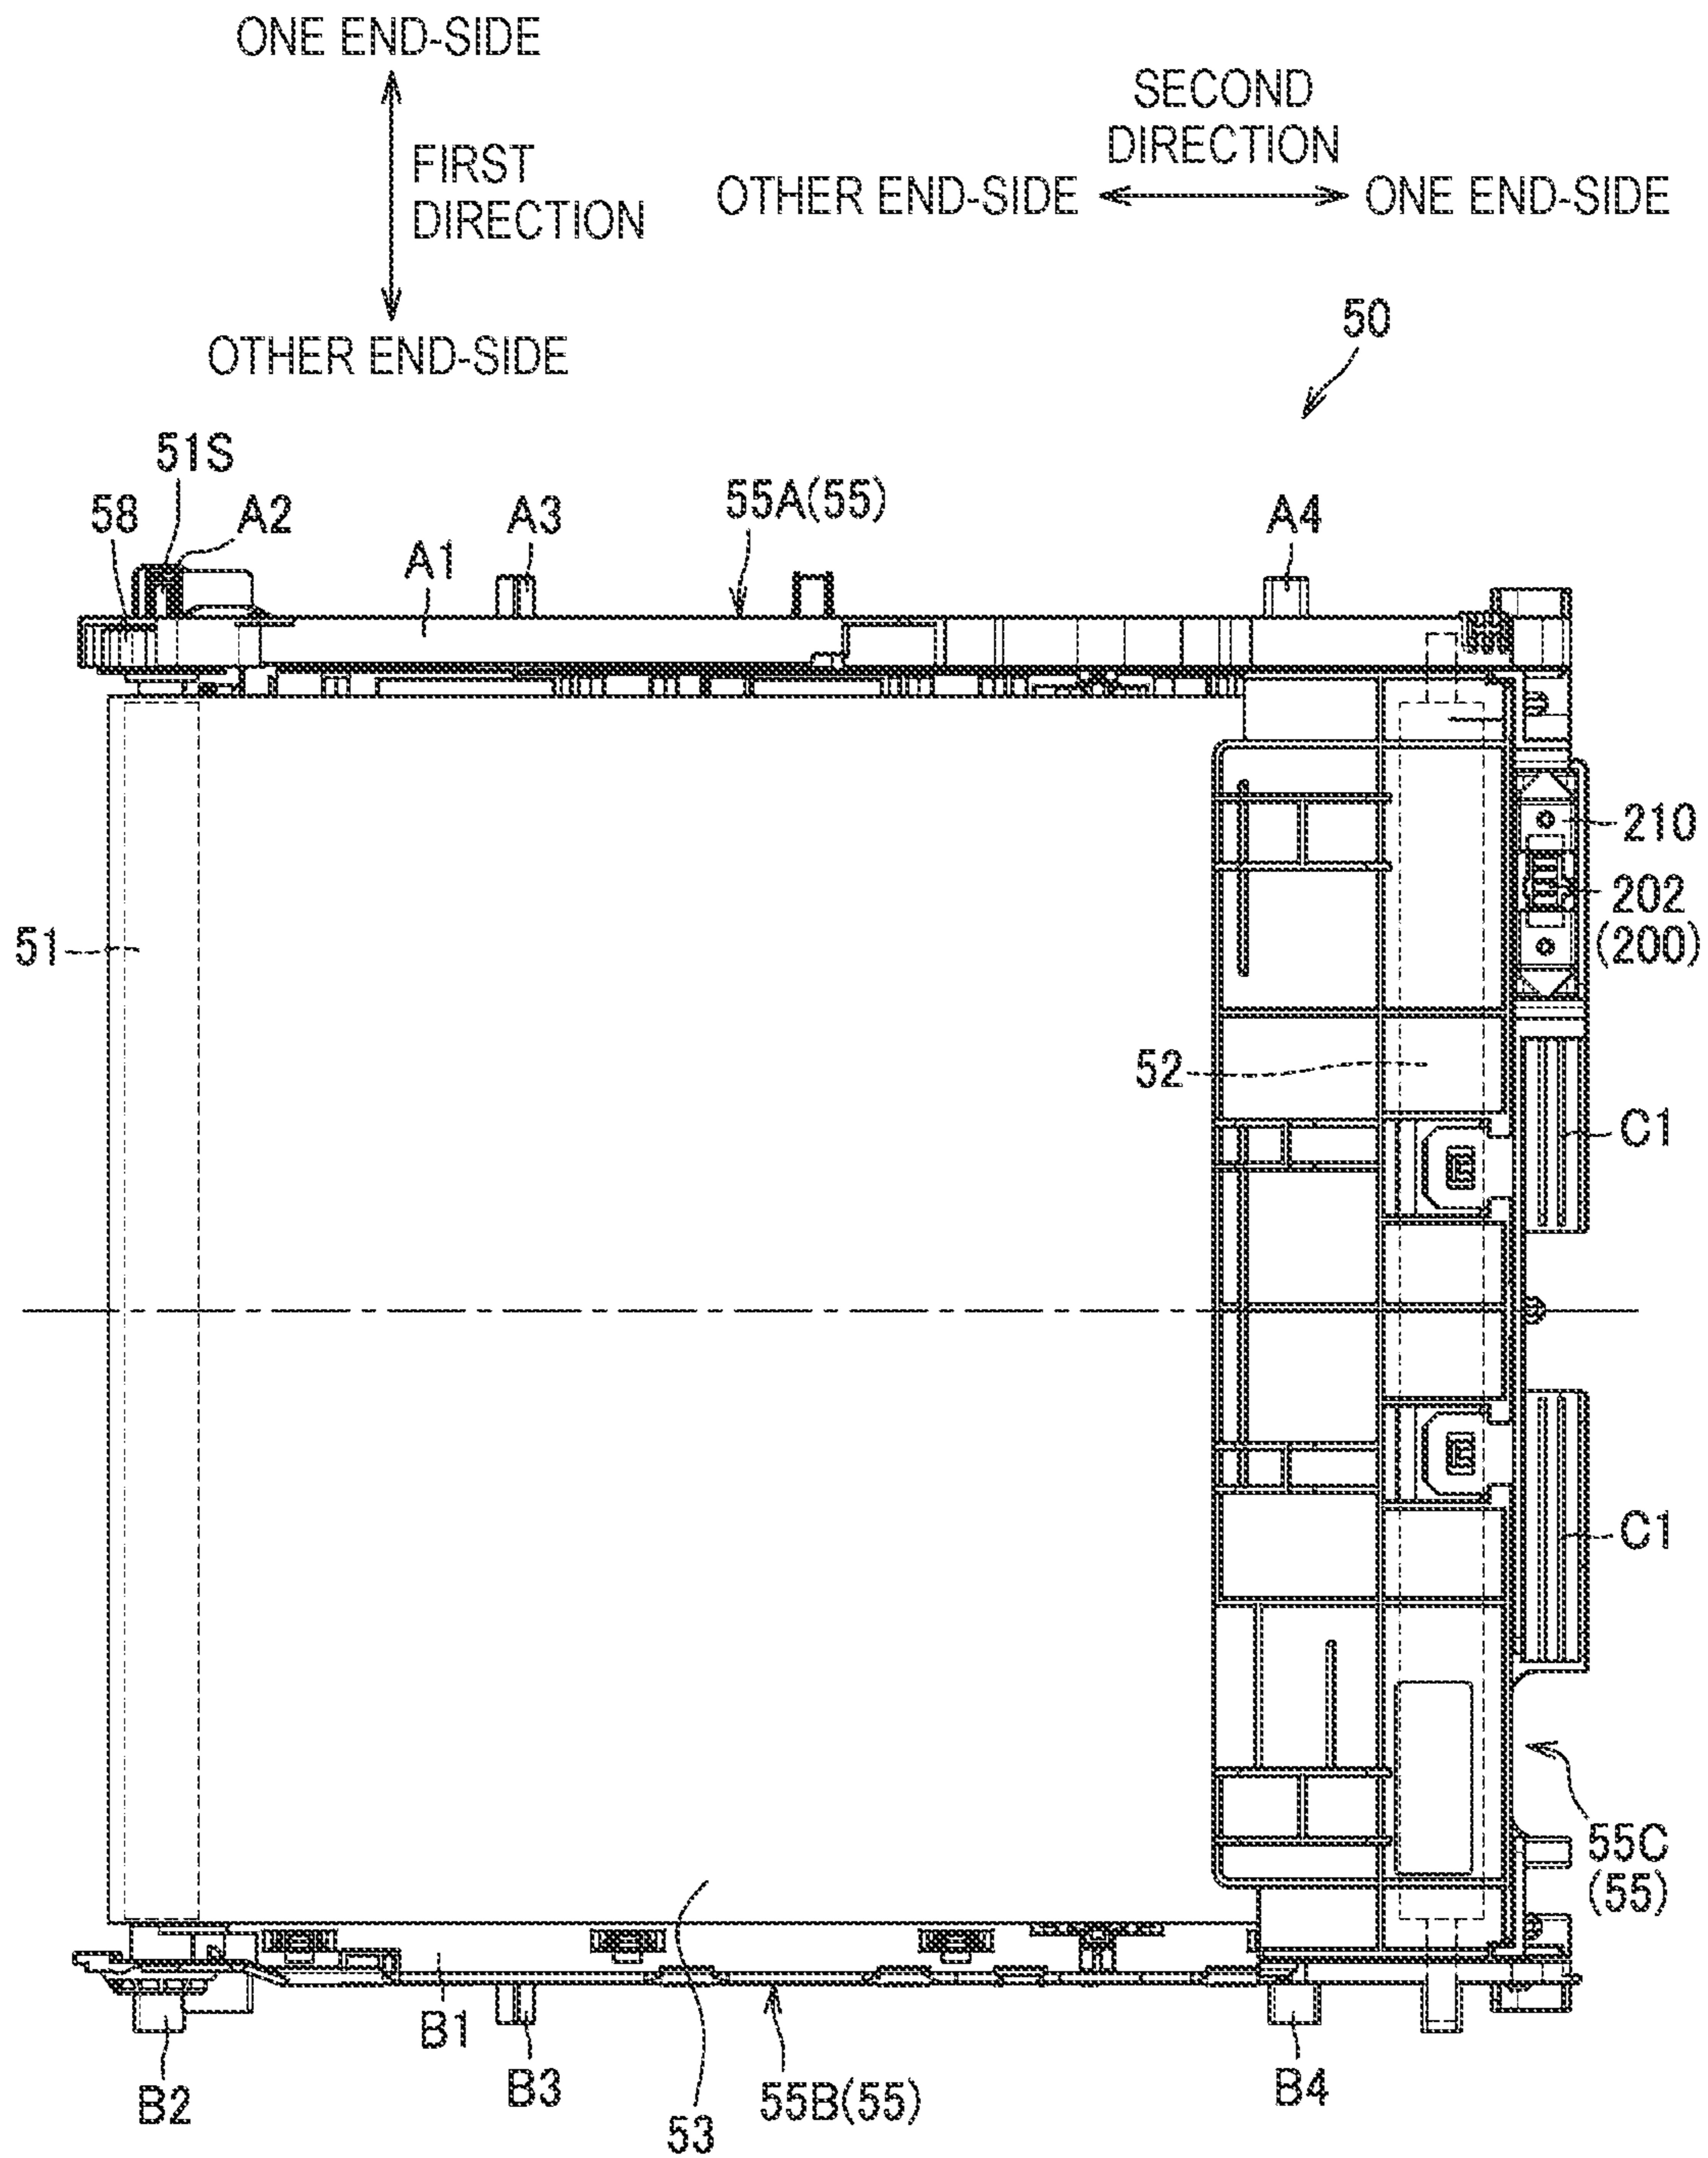 ONE END-SIDE
SECOND
DIRECTION
FIRST
DIRECTION
OTHER END-SIDE
ONE END-SIDE
OTHER END-SIDE
50
51S
58
A2
A3
55A(55)
A4
A1
210
202
(200)
51
52
C1
C1
55C
(55)
B1
B2
B3
53
55B(55)
B4